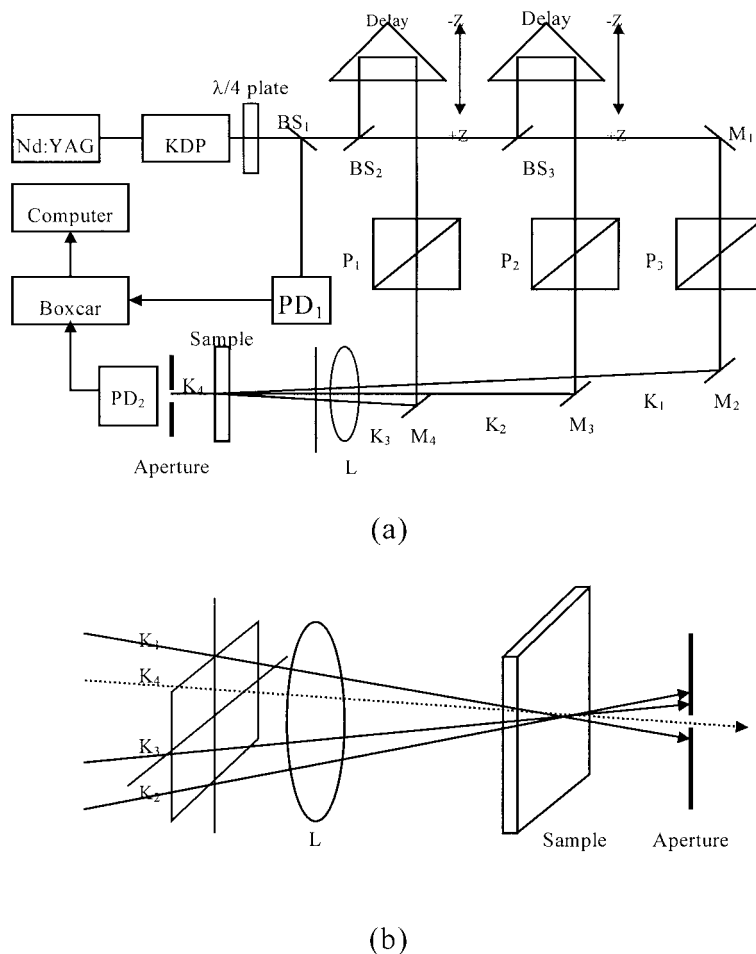 Delay -Z Delay -Z
λ/4 plate
BS₁
Nd:YAG KDP +Z +Z M₁
BS₂ BS₃
Computer
P₁ P₂ P₃
Boxcar PD₁
Sample
PD₂ K₄ K₁ M₂
K₃ M₄ K₂ M₃
Aperture L
(a)
K₁
K₄
K₃
K₂
L Sample Aperture
(b)